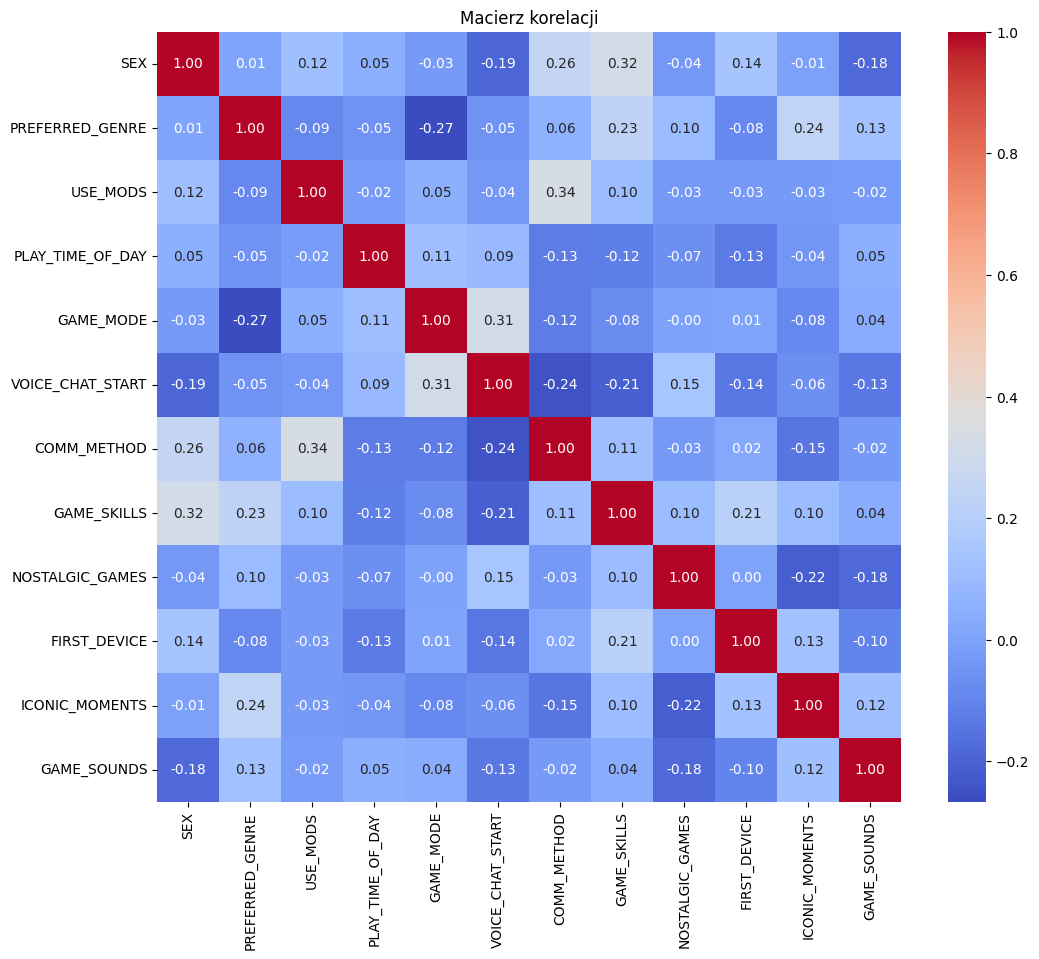 Macierz korelacji
SEX 1.00 0.01 0.12 0.05 -0.03 -0.19 0.26 0.32 -0.04 0.14 -0.01 -0.18
PREFERRED_GENRE 0.01 1.00 -0.09 -0.05 -0.27 -0.05 0.06 0.23 0.10 -0.08 0.24 0.13
USE_MODS 0.12 -0.09 1.00 -0.02 0.05 -0.04 0.34 0.10 -0.03 -0.03 -0.03 -0.02
PLAY_TIME_OF_DAY 0.05 -0.05 -0.02 1.00 0.11 0.09 -0.13 -0.12 -0.07 -0.13 -0.04 0.05
GAME_MODE -0.03 -0.27 0.05 0.11 1.00 0.31 -0.12 -0.08 -0.00 0.01 -0.08 0.04
VOICE_CHAT_START -0.19 -0.05 -0.04 0.09 0.31 1.00 -0.24 -0.21 0.15 -0.14 -0.06 -0.13
COMM_METHOD 0.26 0.06 0.34 -0.13 -0.12 -0.24 1.00 0.11 -0.03 0.02 -0.15 -0.02
GAME_SKILLS 0.32 0.23 0.10 -0.12 -0.08 -0.21 0.11 1.00 0.10 0.21 0.10 0.04
NOSTALGIC_GAMES -0.04 0.10 -0.03 -0.07 -0.00 0.15 -0.03 0.10 1.00 0.00 -0.22 -0.18
FIRST_DEVICE 0.14 -0.08 -0.03 -0.13 0.01 -0.14 0.02 0.21 0.00 1.00 0.13 -0.10
ICONIC_MOMENTS -0.01 0.24 -0.03 -0.04 -0.08 -0.06 -0.15 0.10 -0.22 0.13 1.00 0.12
GAME_SOUNDS -0.18 0.13 -0.02 0.05 0.04 -0.13 -0.02 0.04 -0.18 -0.10 0.12 1.00
SEX
PREFERRED_GENRE
USE_MODS
PLAY_TIME_OF_DAY
GAME_MODE
VOICE_CHAT_START
COMM_METHOD
GAME_SKILLS
NOSTALGIC_GAMES
FIRST_DEVICE
ICONIC_MOMENTS
GAME_SOUNDS
1.0
0.8
0.6
0.4
0.2
0.0
−0.2